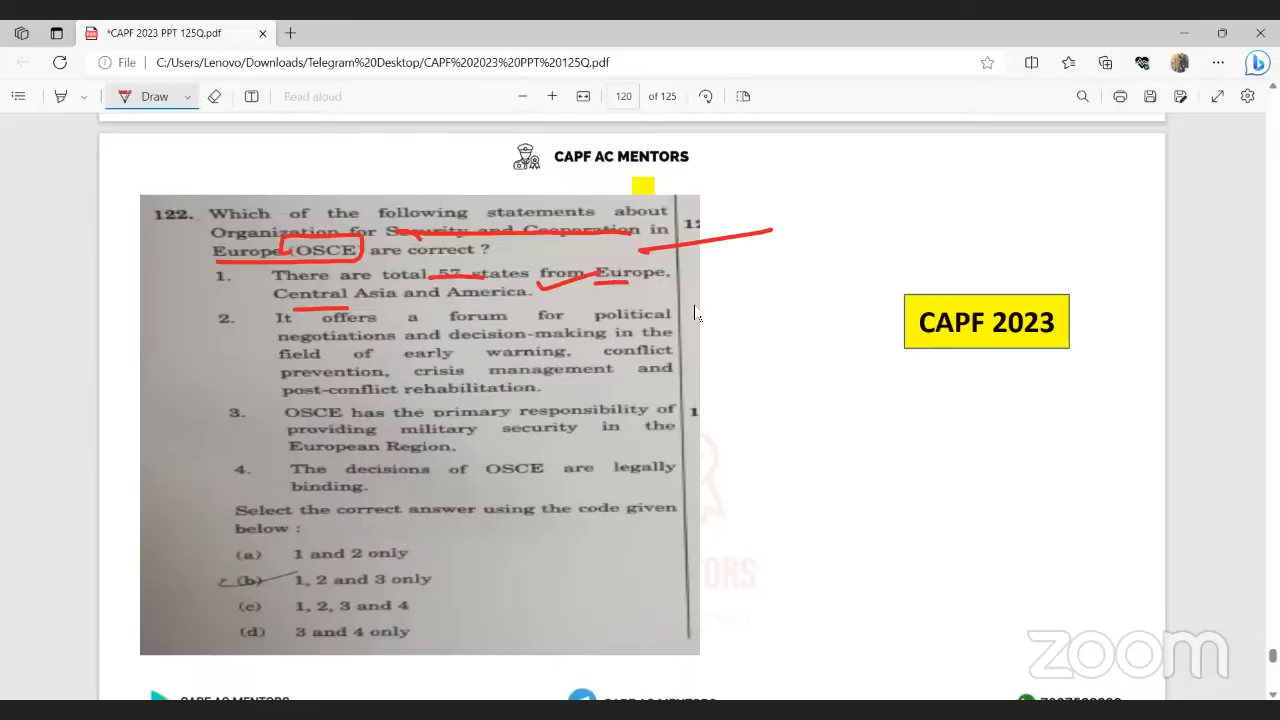 *CAPF 2023 PPT 125Q.pdf
File
C:/Users/Lenovo/Downloads/Telegram%20Desktop/CAPF%202023%20PPT%20125Q.pdf
Draw
Read aloud
120 of 125
CAPF AC MENTORS
122. Which of the following statements about
Organization for Security and Cooperation in
Europe (OSCE) are correct ?
1. There are total 57 states from Europe,
Central Asia and America.
2. It offers a forum for political
negotiations and decision-making in the
field of early warning, conflict
prevention, crisis management and
post-conflict rehabilitation.
3. OSCE has the primary responsibility of
providing military security in the
European Region.
4. The decisions of OSCE are legally
binding.
Select the correct answer using the code given
below :
(a) 1 and 2 only
(b) 1, 2 and 3 only
(c) 1, 2, 3 and 4
(d) 3 and 4 only
CAPF 2023
zoom
CAPF AC MENTORS
CAPF AC MENTORS